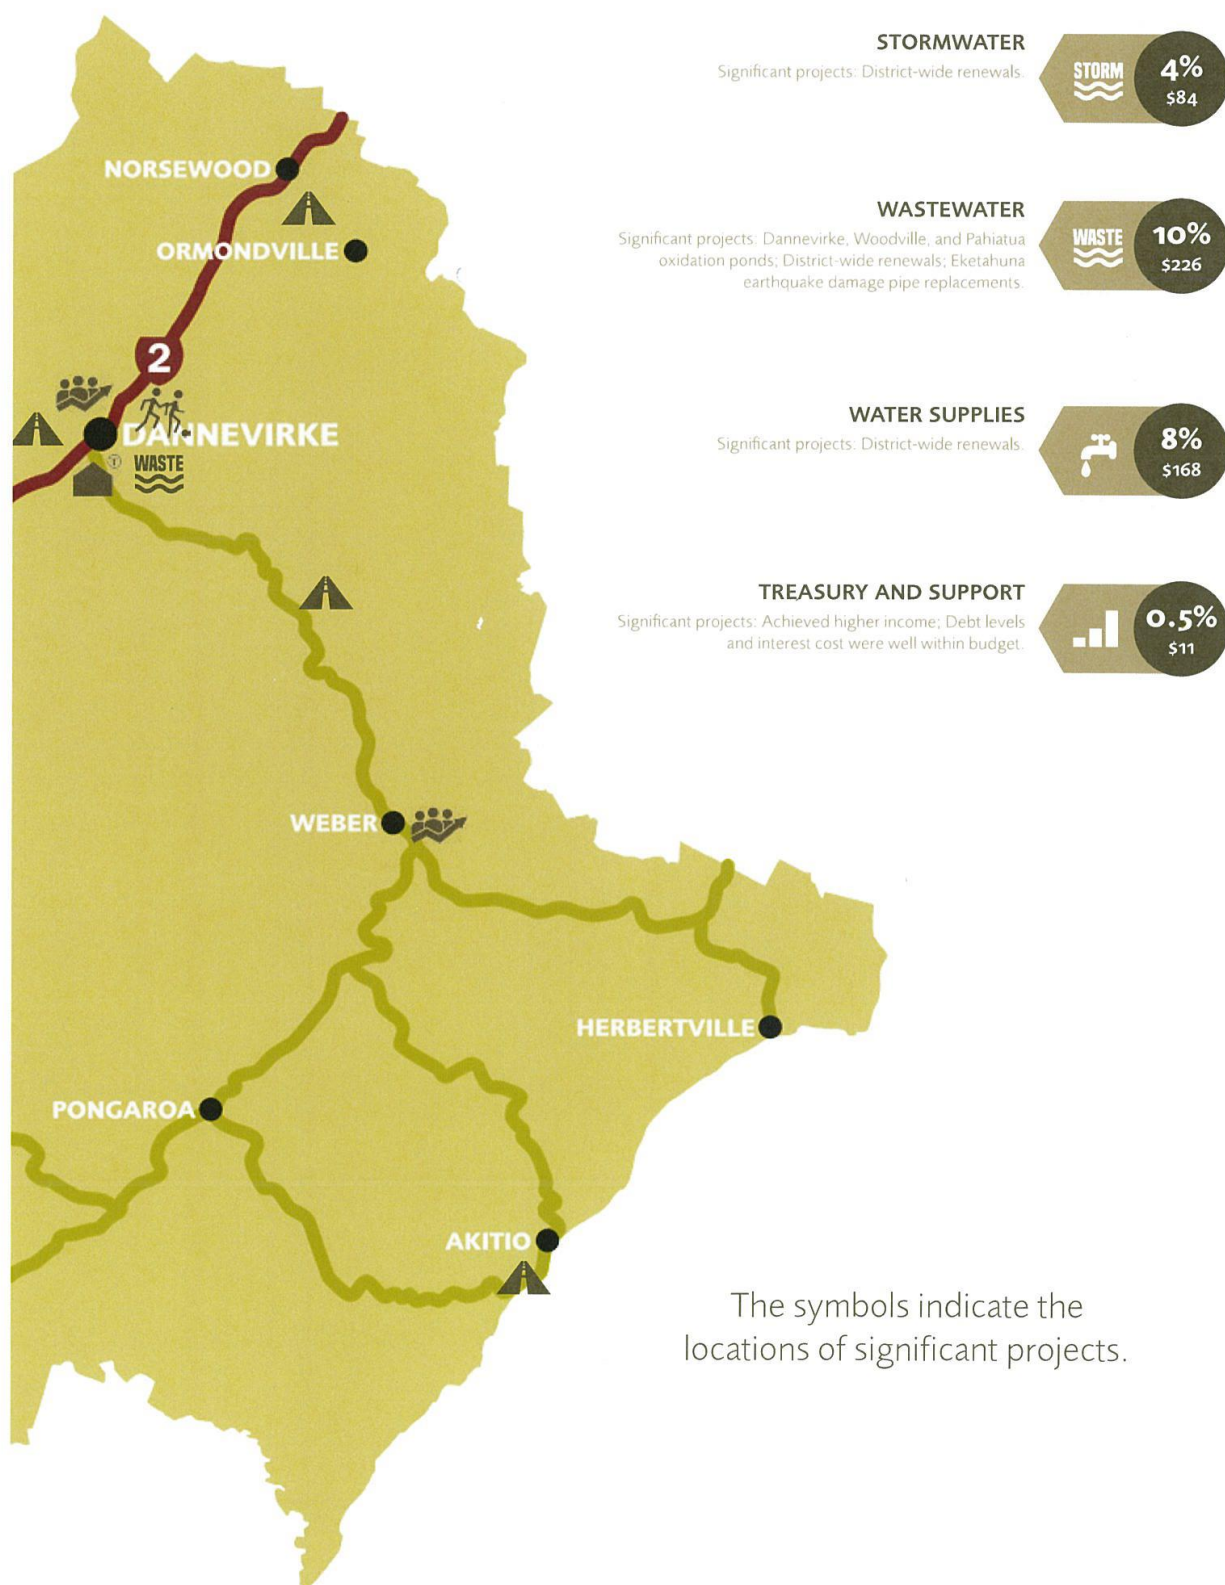 STORMWATER
Significant projects: District-wide renewals.
STORM
4%
$84
WASTEWATER
Significant projects: Dannevirke, Woodville, and Pahiatua
oxidation ponds; District-wide renewals; Eketahuna
earthquake damage pipe replacements.
WASTE
10%
$226
WATER SUPPLIES
Significant projects: District-wide renewals.
8%
$168
TREASURY AND SUPPORT
Significant projects: Achieved higher income; Debt levels
and interest cost were well within budget.
0.5%
$11
NORSEWOOD
ORMONDVILLE
2
DANNEVIRKE
WASTE
WEBER
HERBERTVILLE
PONGAROA
AKITIO
The symbols indicate the
locations of significant projects.